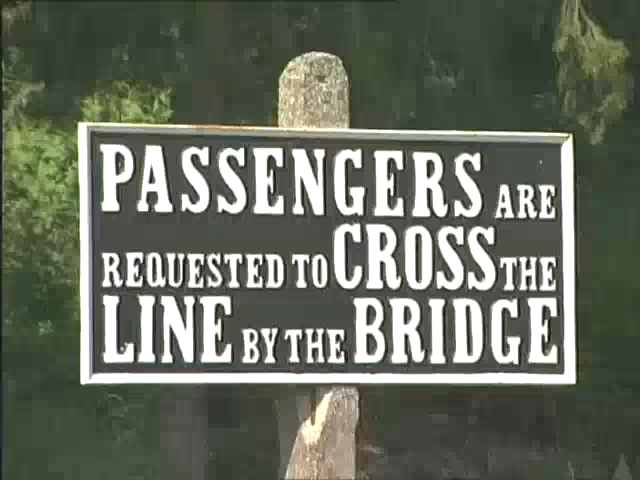 PASSENGERS ARE
REQUESTED TO CROSS THE
LINE BY THE BRIDGE